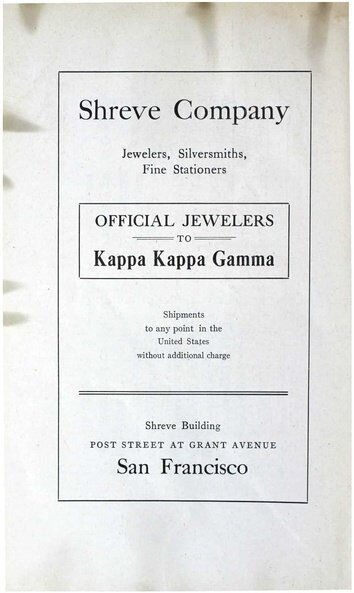 Shreve Company
Jewelers, Silversmiths,
Fine Stationers
OFFICIAL JEWELERS
TO
Kappa Kappa Gamma
Shipments
to any point in the
United States
without additional charge
Shreve Building
POST STREET AT GRANT AVENUE
San Francisco